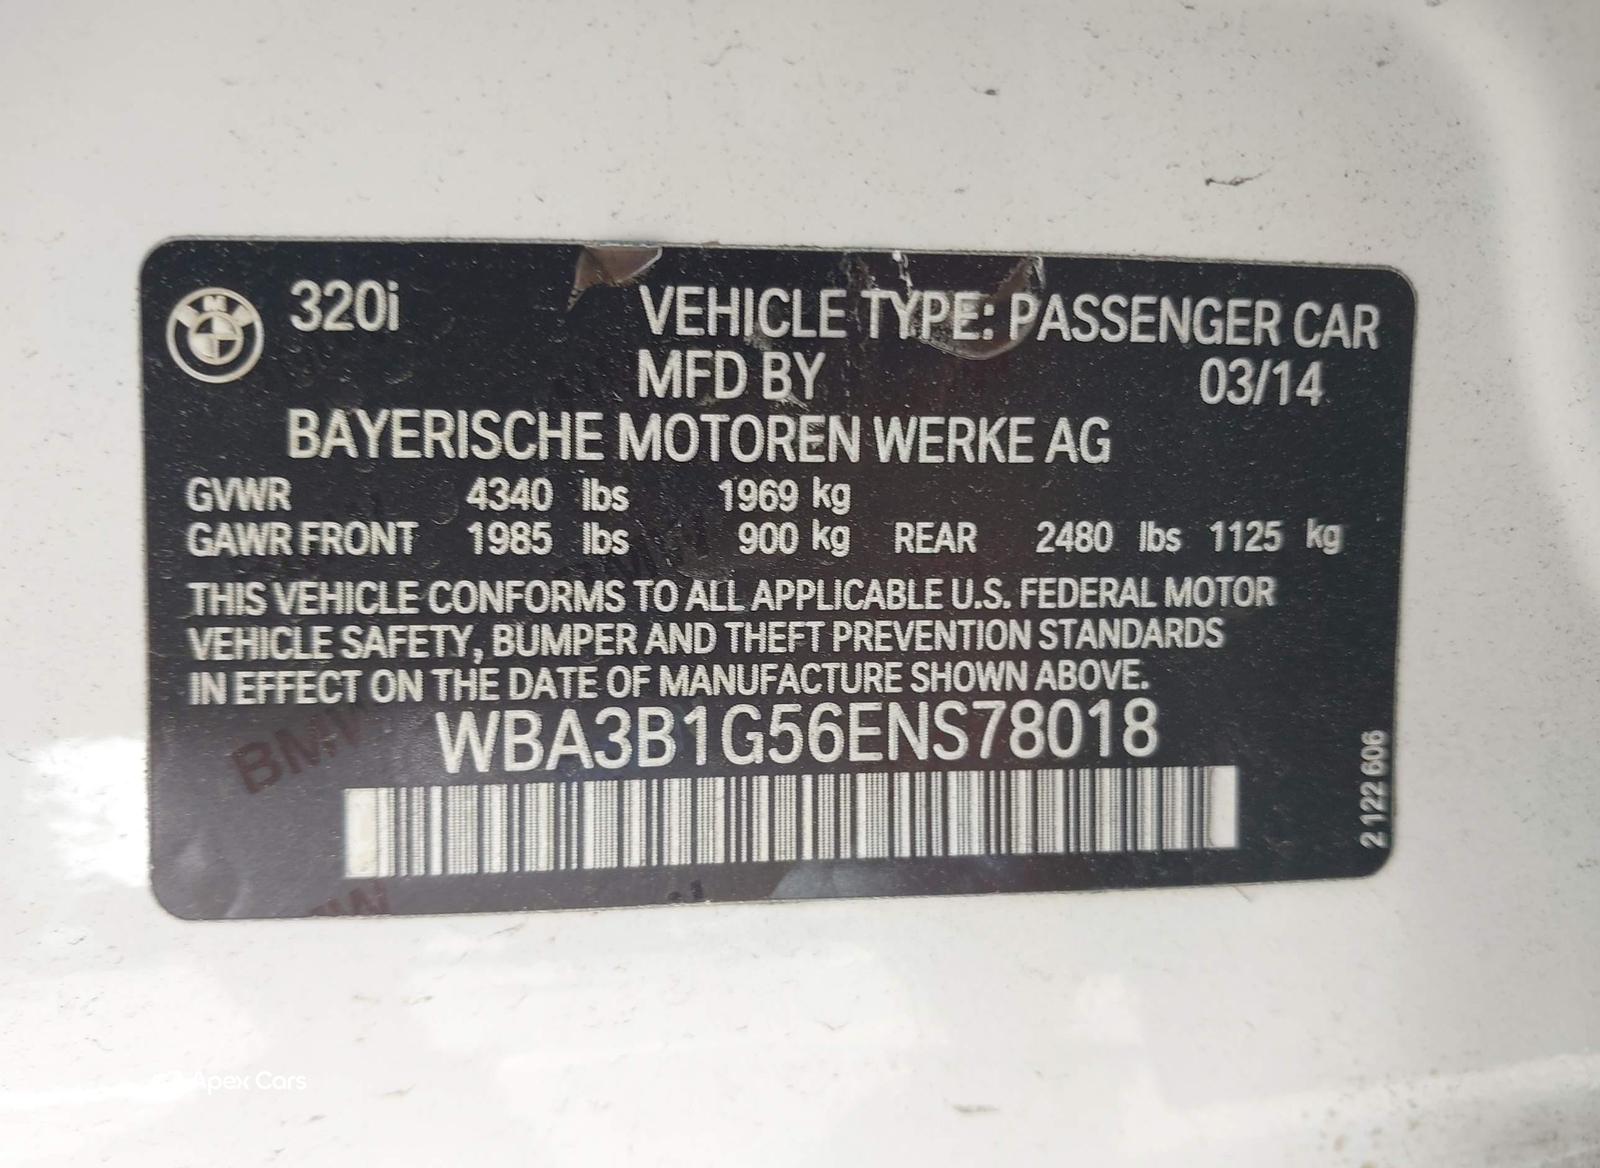 320i VEHICLE TYPE: PASSENGER CAR
MFD BY 03/14
BAYERISCHE MOTOREN WERKE AG
GVWR 4340 lbs 1969 kg
GAWR FRONT 1985 lbs 900 kg REAR 2480 lbs 1125 kg
THIS VEHICLE CONFORMS TO ALL APPLICABLE U.S. FEDERAL MOTOR
VEHICLE SAFETY, BUMPER AND THEFT PREVENTION STANDARDS
IN EFFECT ON THE DATE OF MANUFACTURE SHOWN ABOVE.
WBA3B1G56ENS78018
2 122 606
BMW
Apex Cars